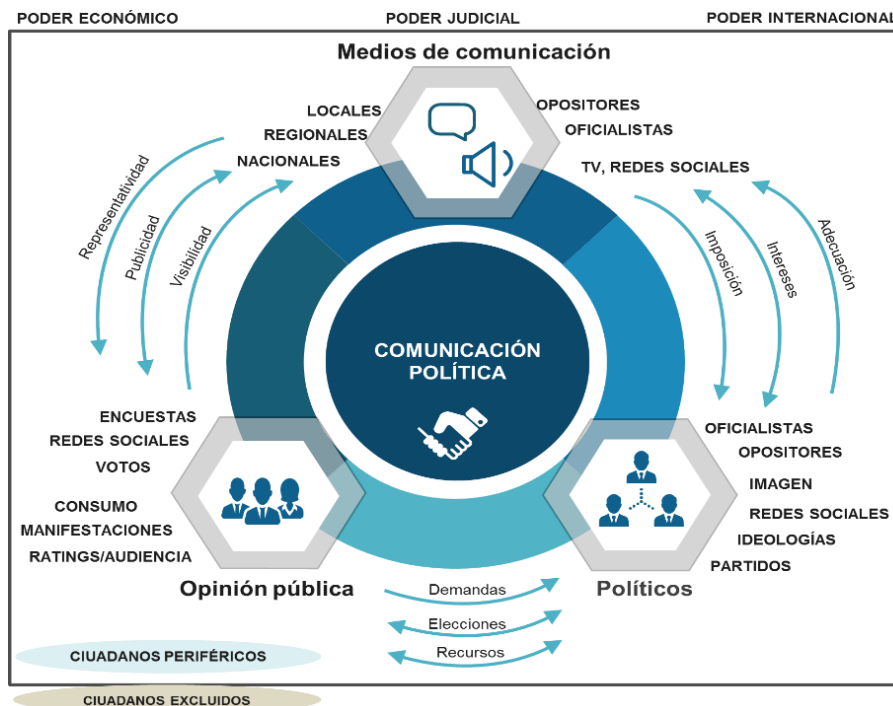 PODER ECONÓMICO
PODER JUDICIAL
PODER INTERNACIONAL
Medios de comunicación
LOCALES
REGIONALES
NACIONALES
OPOSITORES
OFICIALISTAS
TV, REDES SOCIALES
Representatividad
Publicidad
Visibilidad
Imposición
Intereses
Adecuación
COMUNICACIÓN
POLÍTICA
ENCUESTAS
REDES SOCIALES
VOTOS
CONSUMO
MANIFESTACIONES
RATINGS/AUDIENCIA
Opinión pública
OFICIALISTAS
OPOSITORES
IMAGEN
REDES SOCIALES
IDEOLOGÍAS
PARTIDOS
Políticos
Demandas
Elecciones
Recursos
CIUADANOS PERIFÉRICOS
CIUADANOS EXCLUIDOS